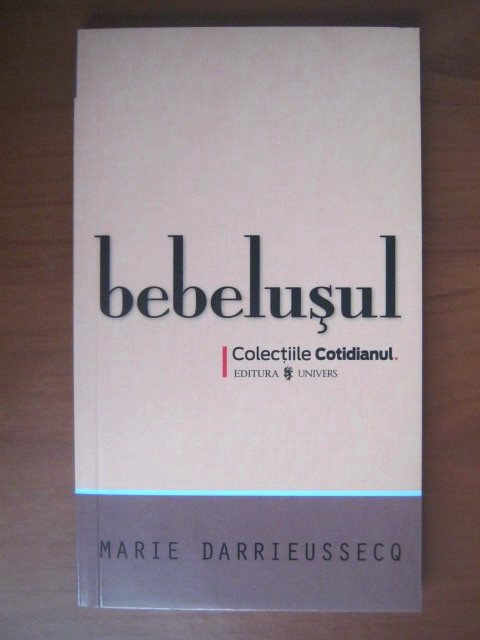 bebelușul
Colecțiile Cotidianul.
EDITURA UNIVERS
MARIE DARRIEUSSECQ